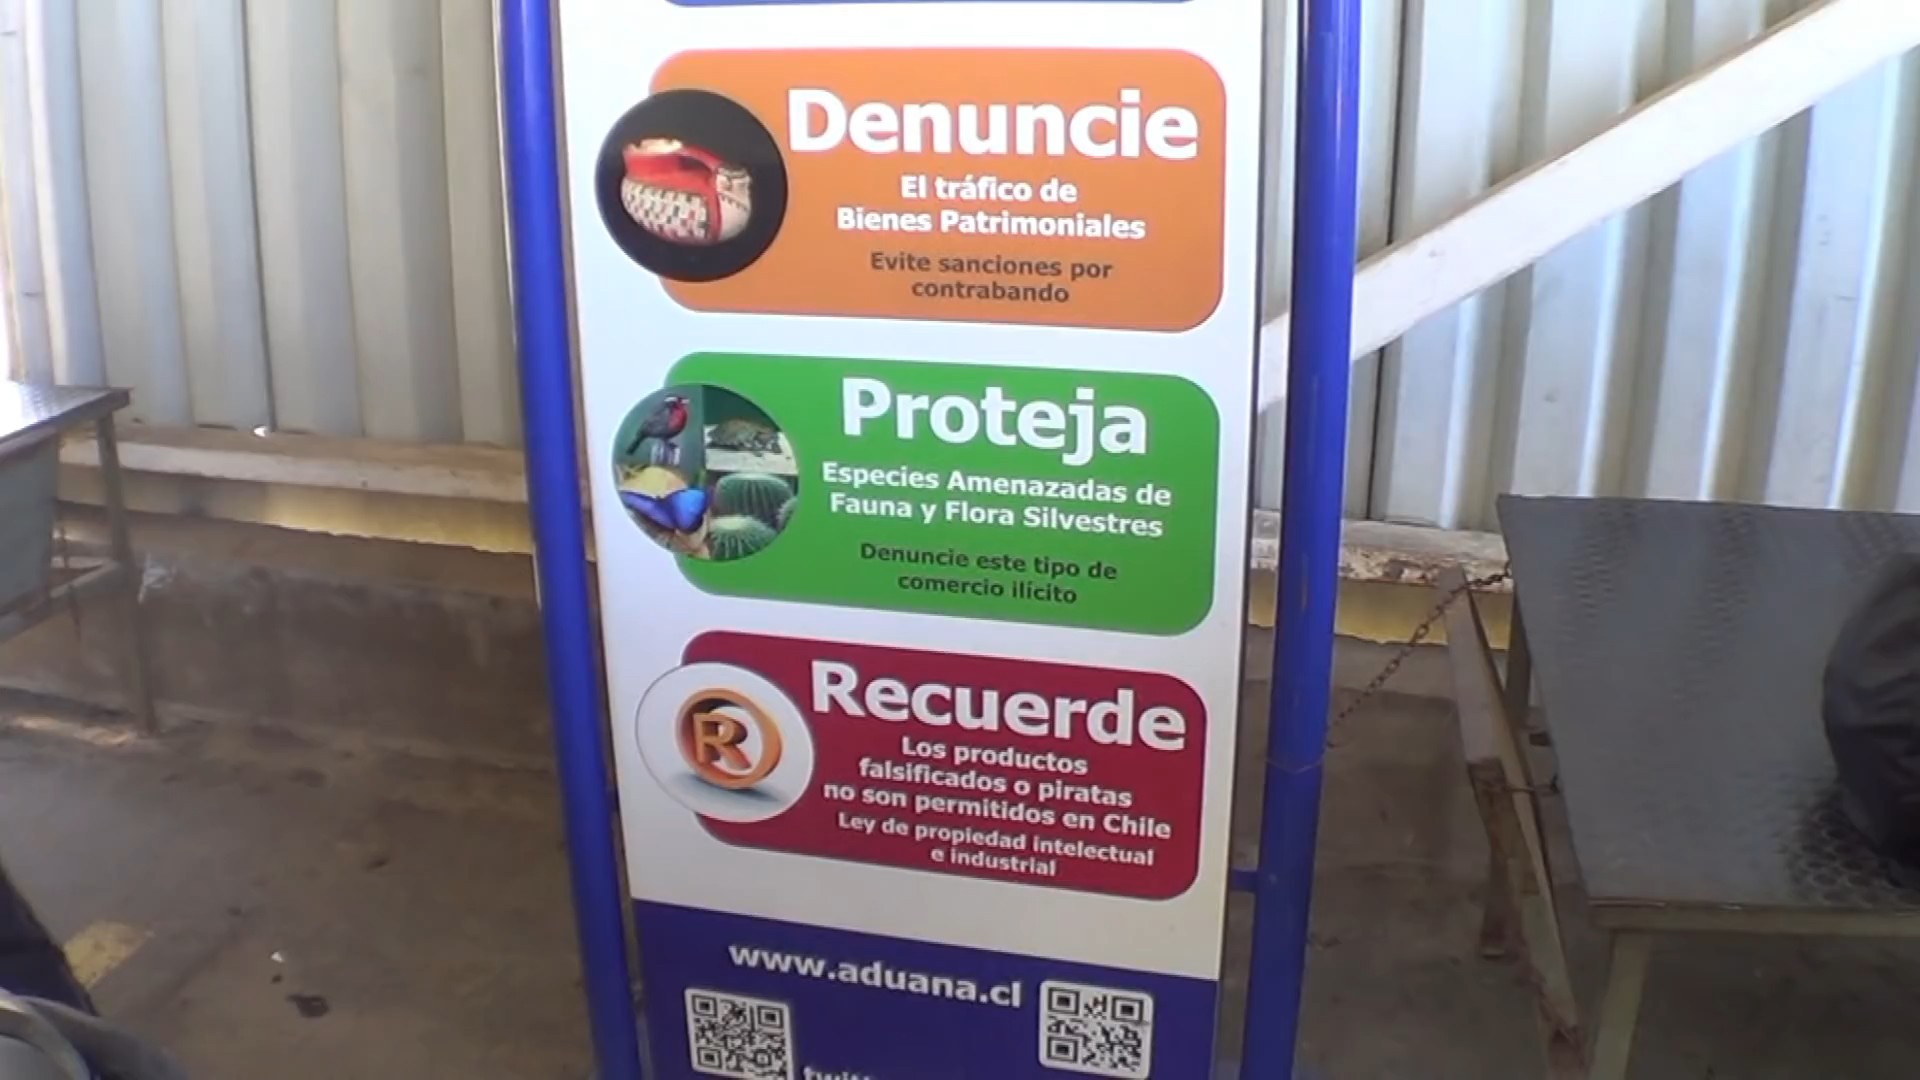 Denuncie
El tráfico de
Bienes Patrimoniales
Evite sanciones por
contrabando
Proteja
Especies Amenazadas de
Fauna y Flora Silvestres
Denuncie este tipo de
comercio ilícito
R
Recuerde
Los productos
falsificados o piratas
no son permitidos en Chile
Ley de propiedad intelectual
e industrial
www.aduana.cl